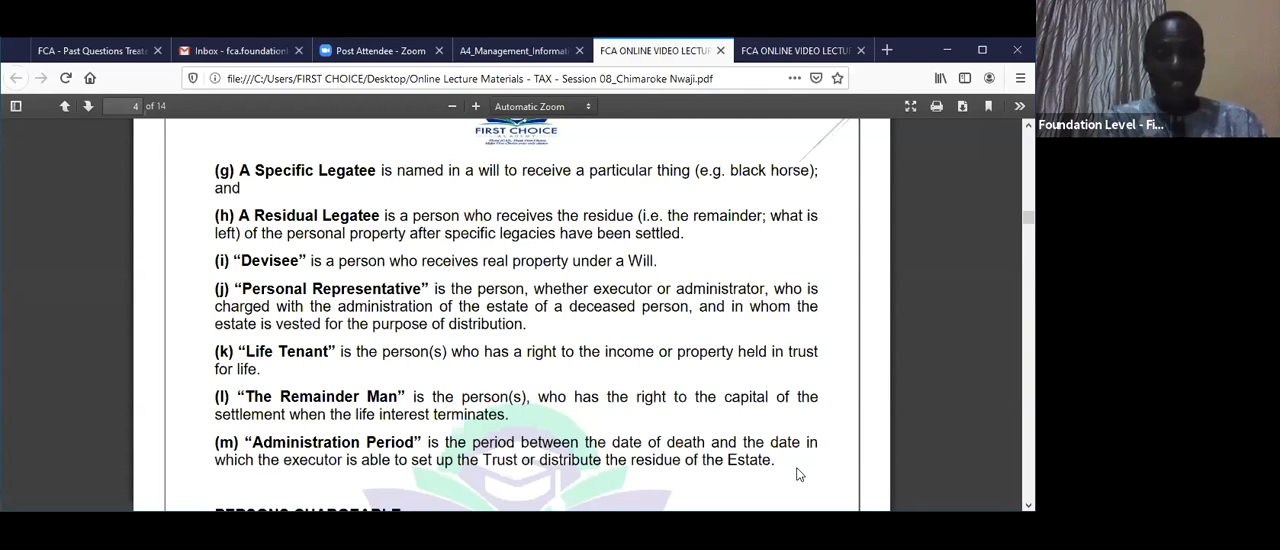 FCA - Past Questions Treat
Inbox - fca.foundation
Post Attendee - Zoom
A4_Management_Informati
FCA ONLINE VIDEO LECTUR
FCA ONLINE VIDEO LECTU
file:///C:/Users/FIRST CHOICE/Desktop/Online Lecture Materials - TAX - Session 08_Chimaroke Nwaji.pdf
4 of 14
Automatic Zoom
Foundation Level - Fi...
FIRST CHOICE
(g) A Specific Legatee is named in a will to receive a particular thing (e.g. black horse);
and
(h) A Residual Legatee is a person who receives the residue (i.e. the remainder; what is
left) of the personal property after specific legacies have been settled.
(i) “Devisee” is a person who receives real property under a Will.
(j) “Personal Representative” is the person, whether executor or administrator, who is
charged with the administration of the estate of a deceased person, and in whom the
estate is vested for the purpose of distribution.
(k) “Life Tenant” is the person(s) who has a right to the income or property held in trust
for life.
(l) “The Remainder Man” is the person(s), who has the right to the capital of the
settlement when the life interest terminates.
(m) “Administration Period” is the period between the date of death and the date in
which the executor is able to set up the Trust or distribute the residue of the Estate.
PERSONS CHARGEABLE